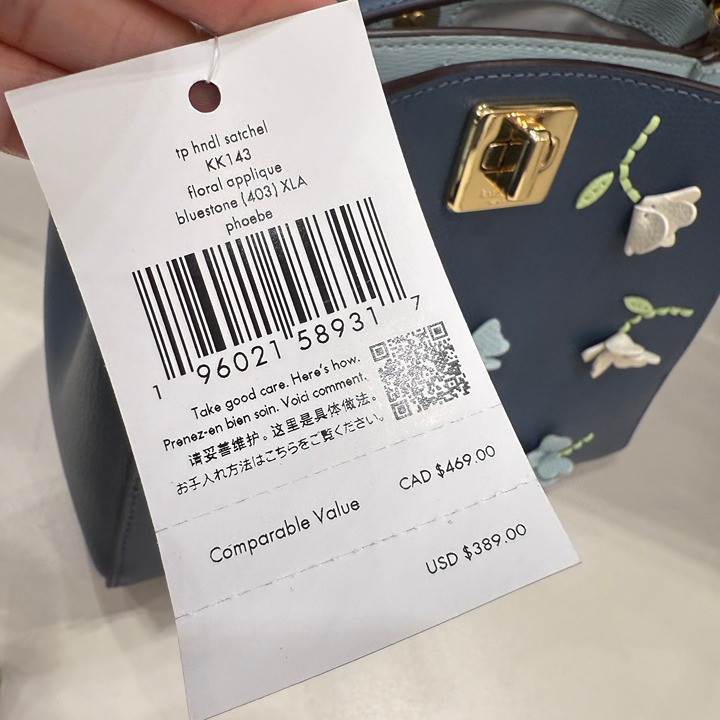 tp hndl satchel
KK143
floral applique
bluestone (403) XLA
phoebe
1 96021 58931 7
Take good care. Here's how.
Prenez-en bien soin. Voici comment.
请妥善维护。这里是具体做法。
お手入れ方法はこちらをご覧ください。
CAD $469.00
Comparable Value
USD $389.00